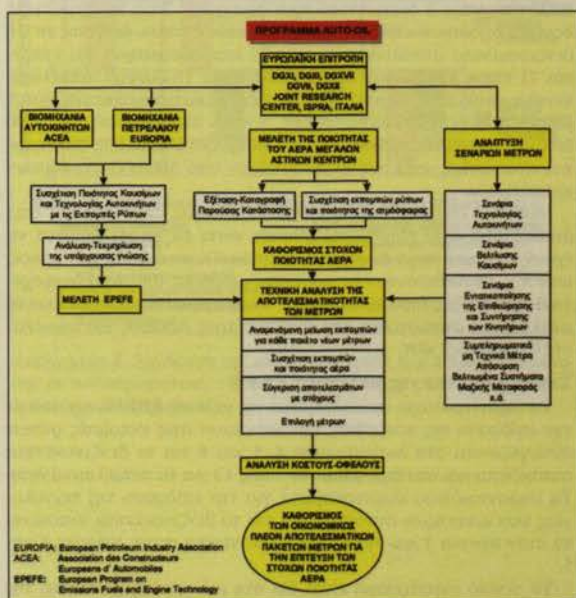 ΠΡΟΓΡΑΜΜΑ AUTO-OIL
ΕΥΡΩΠΑΪΚΗ ΕΠΙΤΡΟΠΗ
DGXI, DGIII, DGXVII
DGVII, DGXII
JOINT RESEARCH
CENTER, ISPRA, ITALIA
ΒΙΟΜΗΧΑΝΙΑ
ΑΥΤΟΚΙΝΗΤΩΝ
ACEA
ΒΙΟΜΗΧΑΝΙΑ
ΠΕΤΡΕΛΑΙΟΥ
EUROPIA
ΜΕΛΕΤΗ ΤΗΣ ΠΟΙΟΤΗΤΑΣ
ΤΟΥ ΑΕΡΑ ΜΕΓΑΛΩΝ
ΑΣΤΙΚΩΝ ΚΕΝΤΡΩΝ
ΑΝΑΠΤΥΞΗ
ΣΕΝΑΡΙΩΝ ΜΕΤΡΩΝ
Συσχέτιση Ποιότητας Καυσίμων
και Τεχνολογίας Αυτοκινήτων
με τις Εκπομπές Ρύπων
Εξέταση-Καταγραφή
Παρούσας Κατάστασης
Συσχέτιση εκπομπών ρύπων
και ποιότητας της ατμόσφαιρας
Σενάρια
Τεχνολογίας
Αυτοκινήτων
Ανάλυση-Τεκμηρίωση
της υπάρχουσας γνώσης
ΚΑΘΟΡΙΣΜΟΣ ΣΤΟΧΩΝ
ΠΟΙΟΤΗΤΑΣ ΑΕΡΑ
Σενάρια
Βελτίωσης
Καυσίμων
ΜΕΛΕΤΗ EPEFE
ΤΕΧΝΙΚΗ ΑΝΑΛΥΣΗ ΤΗΣ
ΑΠΟΤΕΛΕΣΜΑΤΙΚΟΤΗΤΑΣ
ΤΩΝ ΜΕΤΡΩΝ
Σενάρια
Εντατικοποίησης
της Επιθεώρησης
και Συντήρησης
των Κινητήρων
Αναμενόμενη μείωση εκπομπών
για κάθε πακέτο νέων μέτρων
Συσχέτιση εκπομπών
και ποιότητας αέρα
Σύγκριση αποτελεσμάτων
με στόχους
Επιλογή μέτρων
Συμπληρωματικά
μη Τεχνικά Μέτρα
Απόσυρση
Βελτιωμένα Συστήματα
Μαζικής Μεταφοράς
κ.ά.
ΑΝΑΛΥΣΗ ΚΟΣΤΟΥΣ-ΟΦΕΛΟΥΣ
ΚΑΘΟΡΙΣΜΟΣ
ΤΩΝ ΟΙΚΟΝΟΜΙΚΩΣ
ΠΛΕΟΝ ΑΠΟΤΕΛΕΣΜΑΤΙΚΩΝ
ΠΑΚΕΤΩΝ ΜΕΤΡΩΝ ΓΙΑ
ΤΗΝ ΕΠΙΤΕΥΞΗ ΤΩΝ
ΣΤΟΧΩΝ ΠΟΙΟΤΗΤΑΣ
ΑΕΡΑ
EUROPIA: European Petroleum Industry Association
ACEA: Association des Constructeurs
Europeans d' Automobiles
EPEFE: European Program on
Emissions Fuels and Engine Technology